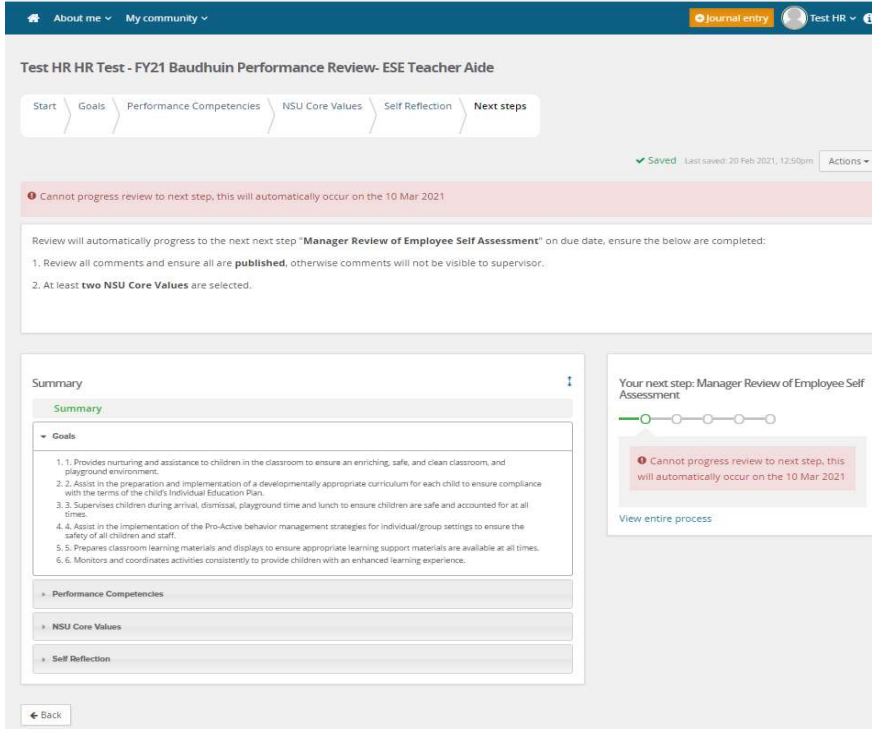 About me My community Journal entry Test HR
Test HR HR Test - FY21 Baudhuin Performance Review- ESE Teacher Aide
Start Goals Performance Competencies NSU Core Values Self Reflection Next steps
Saved Last saved: 20 Feb 2021, 12:50pm Actions
Cannot progress review to next step, this will automatically occur on the 10 Mar 2021
Review will automatically progress to the next next step "Manager Review of Employee Self Assessment" on due date, ensure the below are completed:
1. Review all comments and ensure all are published, otherwise comments will not be visible to supervisor.
2. At least two NSU Core Values are selected.
Summary
Summary
Goals
1. 1. Provides nurturing and assistance to children in the classroom to ensure an enriching, safe, and clean classroom, and
playground environment.
2. 2. Assist in the preparation and implementation of a developmentally appropriate curriculum for each child to ensure compliance
with the terms of the child's Individual Education Plan.
3. 3. Supervises children during arrival, dismissal, playground time and lunch to ensure children are safe and accounted for at all
times.
4. 4. Assist in the implementation of the Pro-Active behavior management strategies for individual/group settings to ensure the
safety of all children and staff.
5. 5. Prepares classroom learning materials and displays to ensure appropriate learning support materials are available at all times.
6. 6. Monitors and coordinates activities consistently to provide children with an enhanced learning experience.
Performance Competencies
NSU Core Values
Self Reflection
Your next step: Manager Review of Employee Self
Assessment
Cannot progress review to next step, this
will automatically occur on the 10 Mar 2021
View entire process
Back